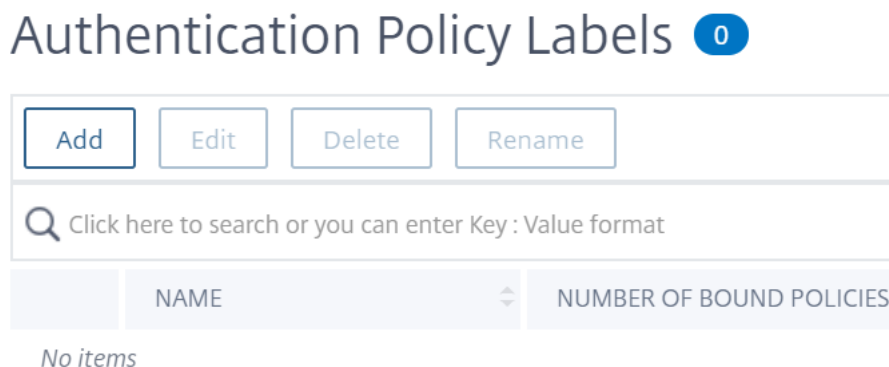 Authentication Policy Labels 0
Add Edit Delete Rename
Click here to search or you can enter Key : Value format
NAME NUMBER OF BOUND POLICIES
No items